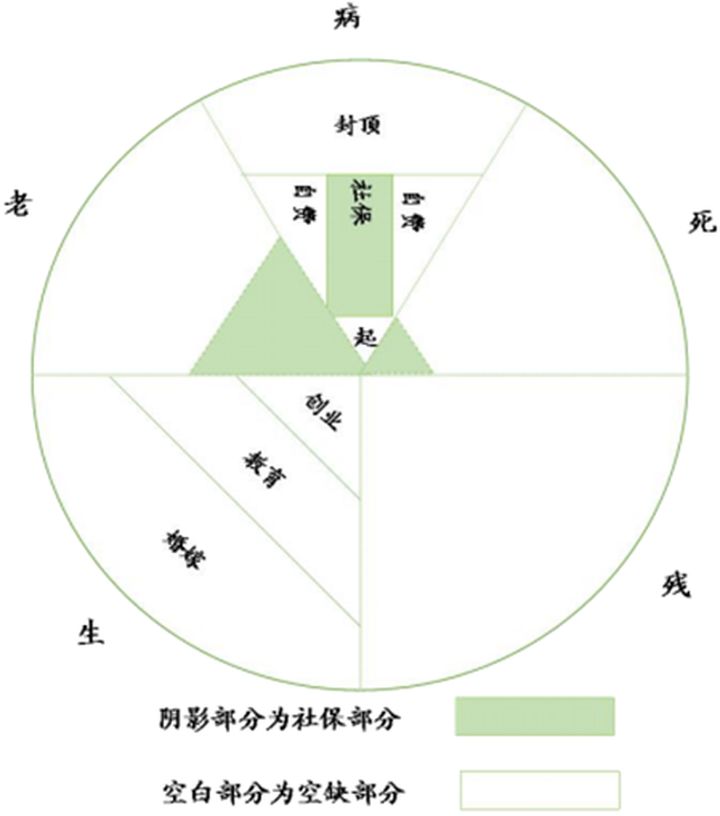 病
封顶
老
自费
社保
自费
死
起
创业
教育
婚嫁
残
生
阴影部分为社保部分
空白部分为空缺部分